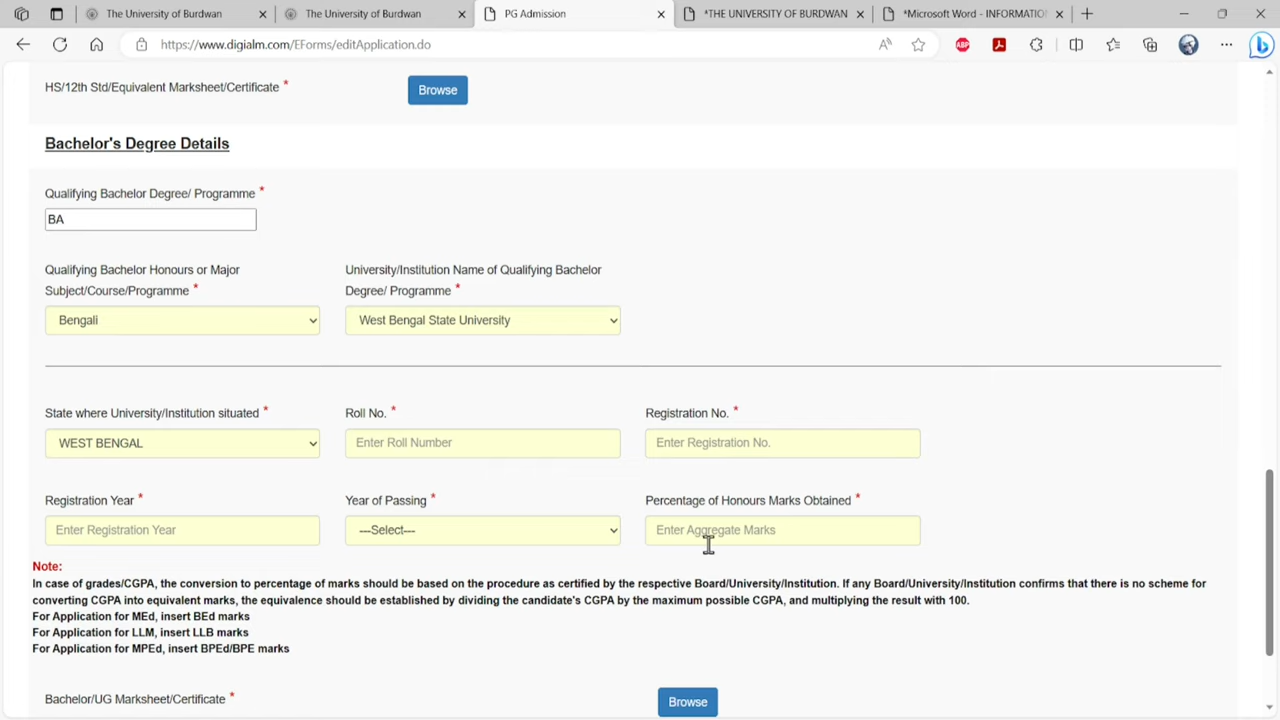 The University of Burdwan
The University of Burdwan
PG Admission
*THE UNIVERSITY OF BURDWAN
*Microsoft Word - INFORMATIO
https://www.digialm.com/EForms/editApplication.do
ABP
HS/12th Std/Equivalent Marksheet/Certificate *
Browse
Bachelor's Degree Details
Qualifying Bachelor Degree/ Programme *
BA
Qualifying Bachelor Honours or Major
Subject/Course/Programme *
University/Institution Name of Qualifying Bachelor
Degree/ Programme *
Bengali
West Bengal State University
State where University/Institution situated *
Roll No. *
Registration No. *
WEST BENGAL
Enter Roll Number
Enter Registration No.
Registration Year *
Year of Passing *
Percentage of Honours Marks Obtained *
Enter Registration Year
---Select---
Enter Aggregate Marks
Note:
In case of grades/CGPA, the conversion to percentage of marks should be based on the procedure as certified by the respective Board/University/Institution. If any Board/University/Institution confirms that there is no scheme for
converting CGPA into equivalent marks, the equivalence should be established by dividing the candidate's CGPA by the maximum possible CGPA, and multiplying the result with 100.
For Application for MEd, insert BEd marks
For Application for LLM, insert LLB marks
For Application for MPEd, insert BPEd/BPE marks
Bachelor/UG Marksheet/Certificate *
Browse